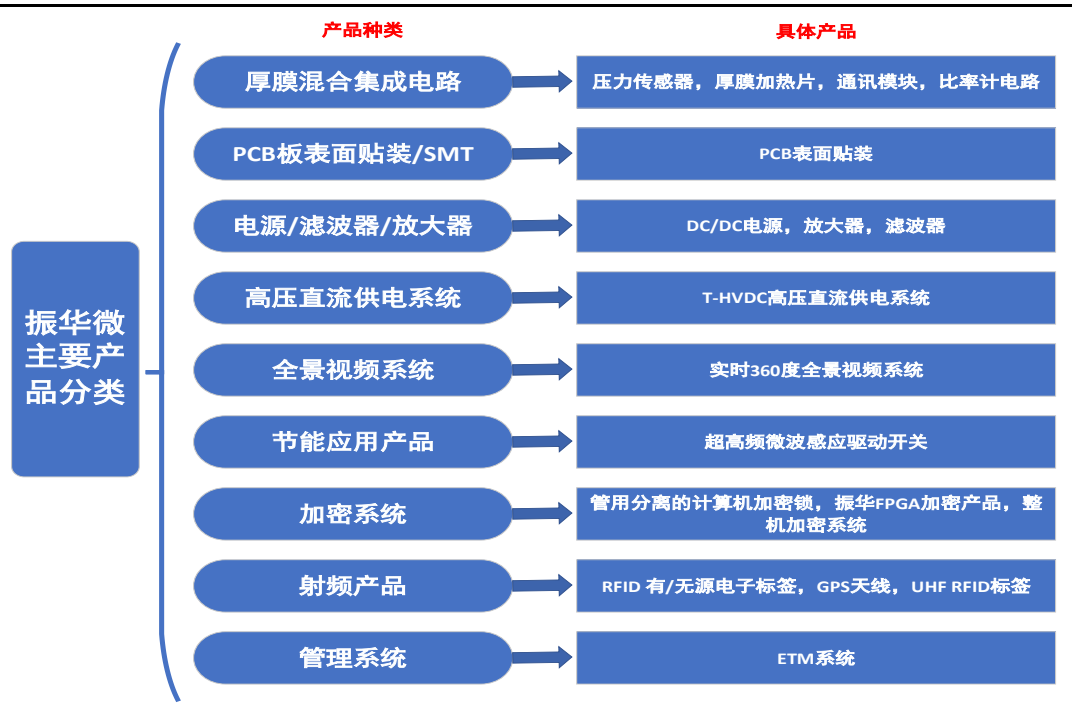 产品种类
具体产品
振华微
主要产
品分类
厚膜混合集成电路
压力传感器，厚膜加热片，通讯模块，比率计电路
PCB板表面贴装/SMT
PCB表面贴装
电源/滤波器/放大器
DC/DC电源，放大器，滤波器
高压直流供电系统
T-HVDC高压直流供电系统
全景视频系统
实时360度全景视频系统
节能应用产品
超高频微波感应驱动开关
加密系统
管用分离的计算机加密锁，振华FPGA加密产品，整
机加密系统
射频产品
RFID 有/无源电子标签，GPS天线，UHF RFID标签
管理系统
ETM系统